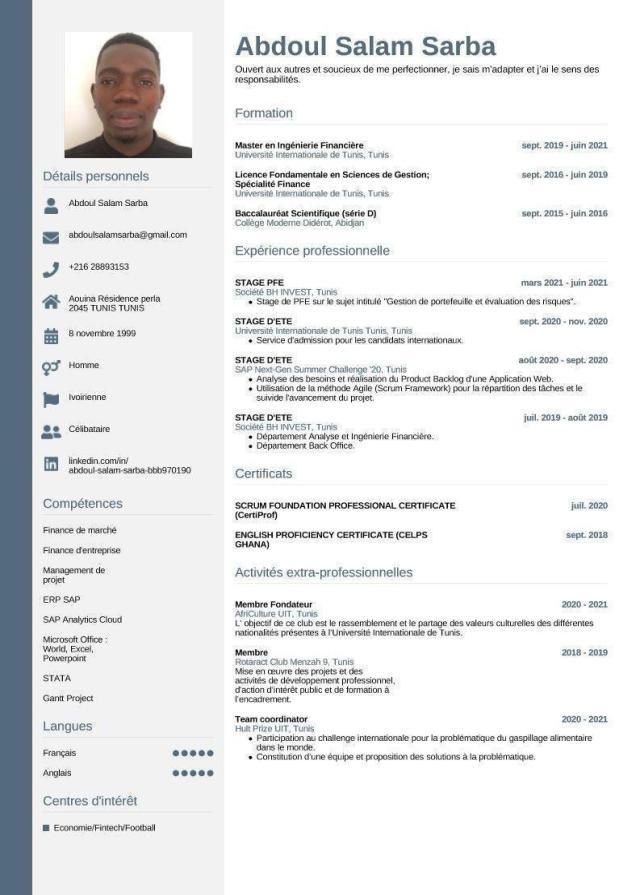 Abdoul Salam Sarba
Ouvert aux autres et soucieux de me perfectionner, je sais m'adapter et j'ai le sens des
responsabilités.
Détails personnels
Abdoul Salam Sarba
abdoulsalamsarba@gmail.com
+216 28893153
Aouina Résidence perla
2045 TUNIS TUNIS
8 novembre 1999
Homme
Ivoirienne
Célibataire
linkedin.com/in/
abdoul-salam-sarba-bbb970190
Compétences
Finance de marché
Finance d'entreprise
Management de
projet
ERP SAP
SAP Analytics Cloud
Microsoft Office :
World, Excel,
Powerpoint
STATA
Gantt Project
Langues
Français
Anglais
Centres d'intérêt
Economie/Fintech/Football
Formation
Master en Ingénierie Financière sept. 2019 - juin 2021
Université Internationale de Tunis, Tunis
Licence Fondamentale en Sciences de Gestion; sept. 2016 - juin 2019
Spécialité Finance
Université Internationale de Tunis, Tunis
Baccalauréat Scientifique (série D) sept. 2015 - juin 2016
Collège Moderne Didérot, Abidjan
Expérience professionnelle
STAGE PFE mars 2021 - juin 2021
Société BH INVEST, Tunis
• Stage de PFE sur le sujet intitulé "Gestion de portefeuille et évaluation des risques".
STAGE D'ETE sept. 2020 - nov. 2020
Université Internationale de Tunis Tunis, Tunis
• Service d'admission pour les candidats internationaux.
STAGE D'ETE août 2020 - sept. 2020
SAP Next-Gen Summer Challenge '20, Tunis
• Analyse des besoins et réalisation du Product Backlog d'une Application Web.
• Utilisation de la méthode Agile (Scrum Framework) pour la répartition des tâches et le
suivide l'avancement du projet.
STAGE D'ETE juil. 2019 - août 2019
Société BH INVEST, Tunis
• Département Analyse et Ingénierie Financière.
• Département Back Office.
Certificats
SCRUM FOUNDATION PROFESSIONAL CERTIFICATE juil. 2020
(CertiProf)
ENGLISH PROFICIENCY CERTIFICATE (CELPS sept. 2018
GHANA)
Activités extra-professionnelles
Membre Fondateur 2020 - 2021
AfriCulture UIT, Tunis
L' objectif de ce club est le rassemblement et le partage des valeurs culturelles des différentes
nationalités présentes à l'Université Internationale de Tunis.
Membre 2018 - 2019
Rotaract Club Menzah 9, Tunis
Mise en œuvre des projets et des
activités de développement professionnel,
d'action d'intérêt public et de formation à
l'encadrement.
Team coordinator 2020 - 2021
Hult Prize UIT, Tunis
• Participation au challenge internationale pour la problématique du gaspillage alimentaire
dans le monde.
• Constitution d'une équipe et proposition des solutions à la problématique.